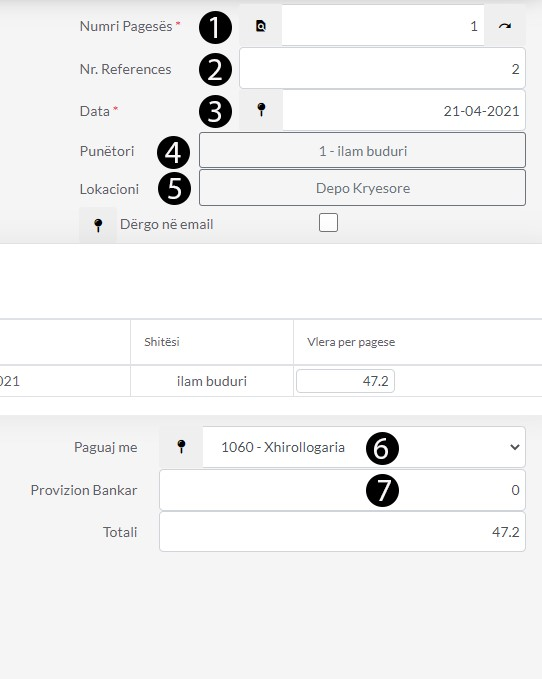 Numri Pagesës * 1 1
Nr. References 2 2
Data * 3 21-04-2021
Punëtori 4 1 - ilam buduri
Lokacioni 5 Depo Kryesore
Dërgo në email
Shitësi Vlera per pagese
021 ilam buduri 47.2
Paguaj me 1060 - Xhirollogaria 6
Provizion Bankar 7 0
Totali 47.2